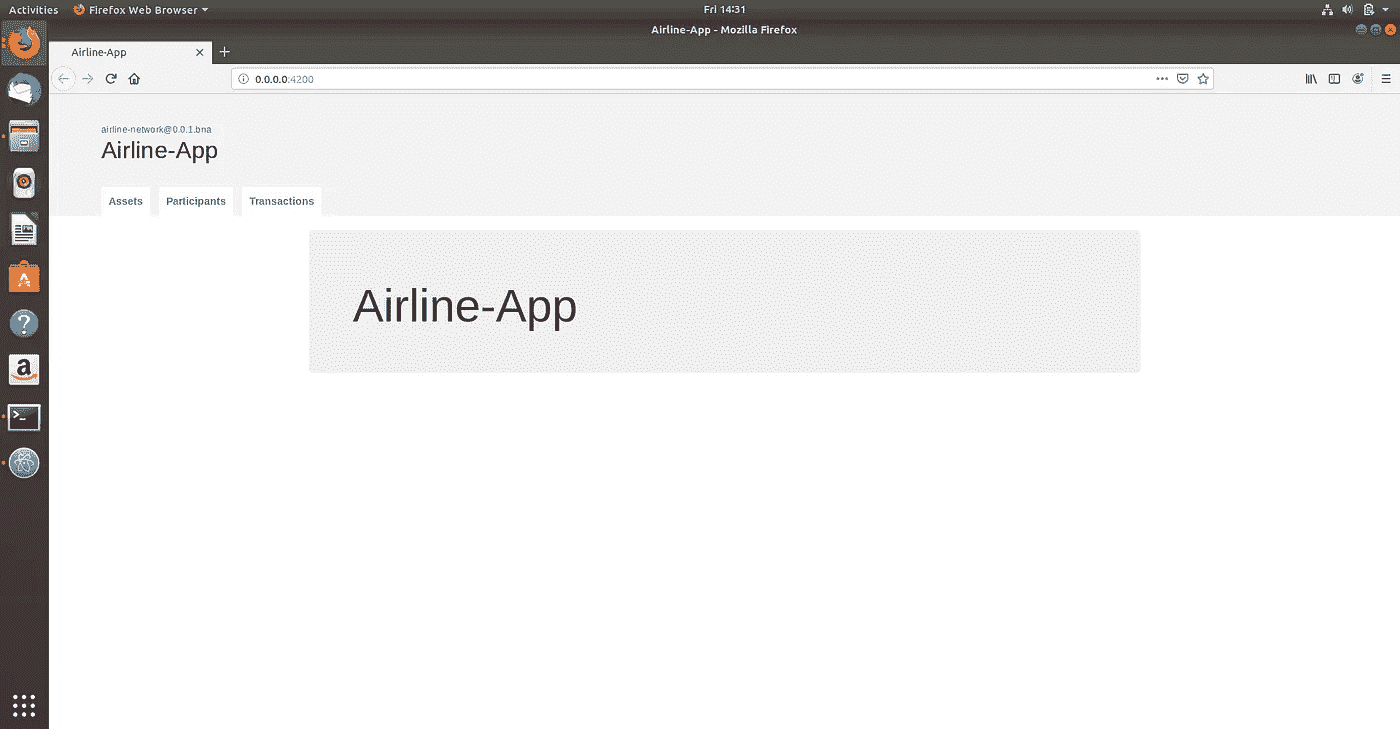 Activities
Firefox Web Browser
Fri 14:31
Airline-App - Mozilla Firefox
Airline-App
0.0.0.0:4200
airline-network@0.0.1.bna
Airline-App
Assets
Participants
Transactions
Airline-App